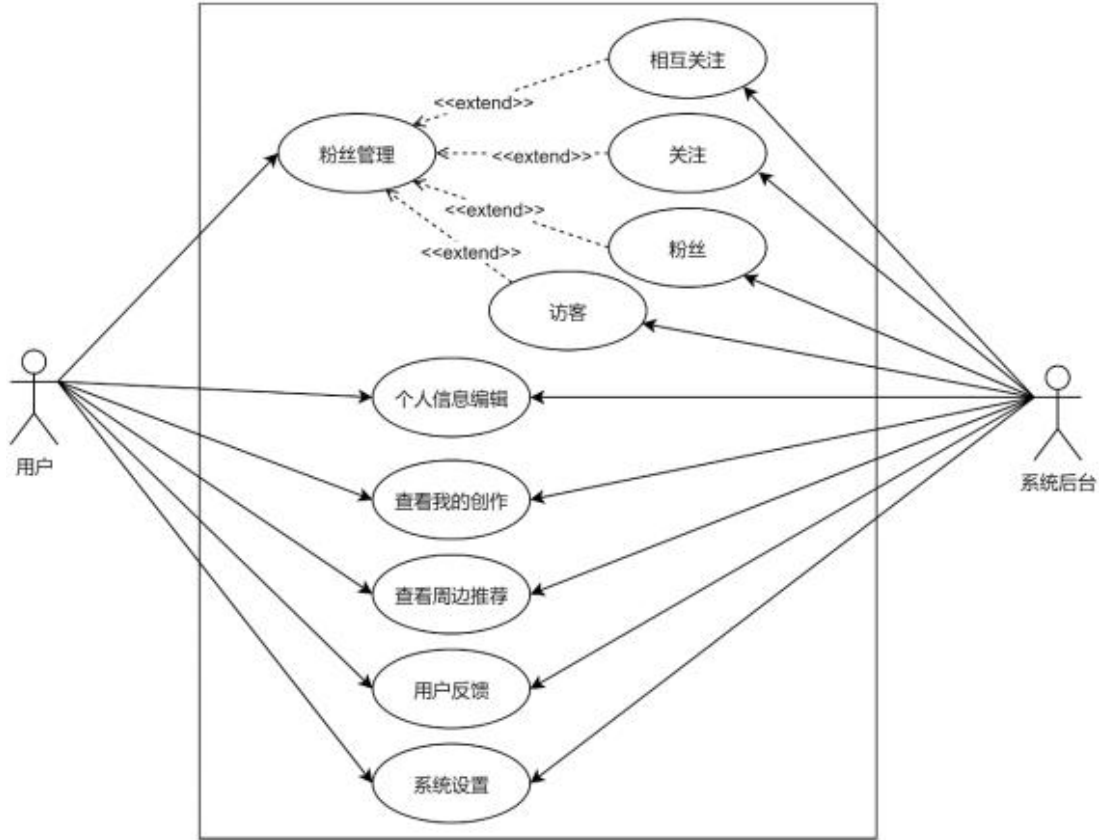 相互关注
<<extend>>
粉丝管理
<<extend>>
关注
<<extend>>
粉丝
<<extend>>
访客
个人信息编辑
用户
系统后台
查看我的创作
查看周边推荐
用户反馈
系统设置